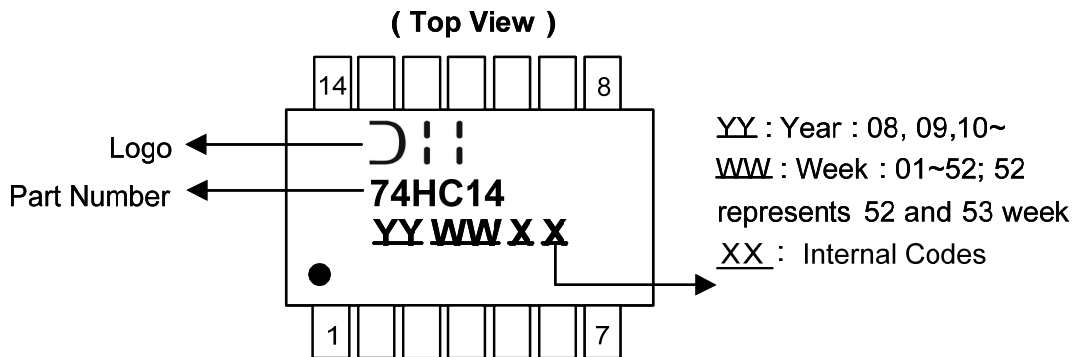 ( Top View )
14 8
Logo
Part Number
74HC14
YY WW X X
1 7
YY : Year : 08, 09,10~
WW : Week : 01~52; 52
represents 52 and 53 week
XX : Internal Codes